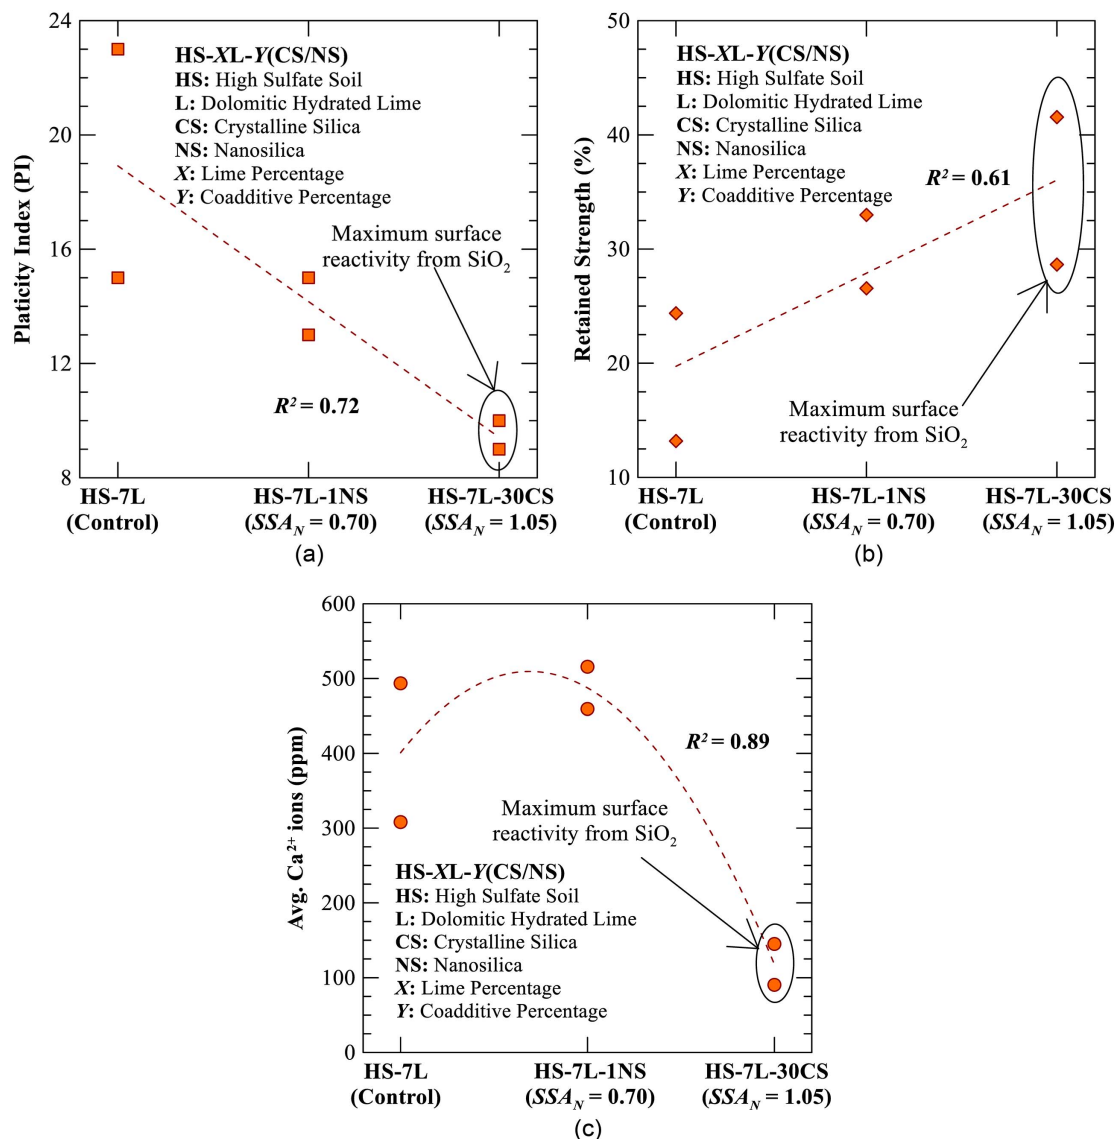 24
20
16
12
8
Platicity Index (PI)
HS-XL-Y(CS/NS)
HS: High Sulfate Soil
L: Dolomitic Hydrated Lime
CS: Crystalline Silica
NS: Nanosilica
X: Lime Percentage
Y: Coadditive Percentage
Maximum surface
reactivity from SiO₂
R² = 0.72
HS-7L
(Control)
HS-7L-1NS
(SSA_N = 0.70)
HS-7L-30CS
(SSA_N = 1.05)
(a)
50
40
30
20
10
Retained Strength (%)
HS-XL-Y(CS/NS)
HS: High Sulfate Soil
L: Dolomitic Hydrated Lime
CS: Crystalline Silica
NS: Nanosilica
X: Lime Percentage
Y: Coadditive Percentage
R² = 0.61
Maximum surface
reactivity from SiO₂
HS-7L
(Control)
HS-7L-1NS
(SSA_N = 0.70)
HS-7L-30CS
(SSA_N = 1.05)
(b)
600
500
400
300
200
100
0
Avg. Ca²⁺ ions (ppm)
R² = 0.89
Maximum surface
reactivity from SiO₂
HS-XL-Y(CS/NS)
HS: High Sulfate Soil
L: Dolomitic Hydrated Lime
CS: Crystalline Silica
NS: Nanosilica
X: Lime Percentage
Y: Coadditive Percentage
HS-7L
(Control)
HS-7L-1NS
(SSA_N = 0.70)
HS-7L-30CS
(SSA_N = 1.05)
(c)